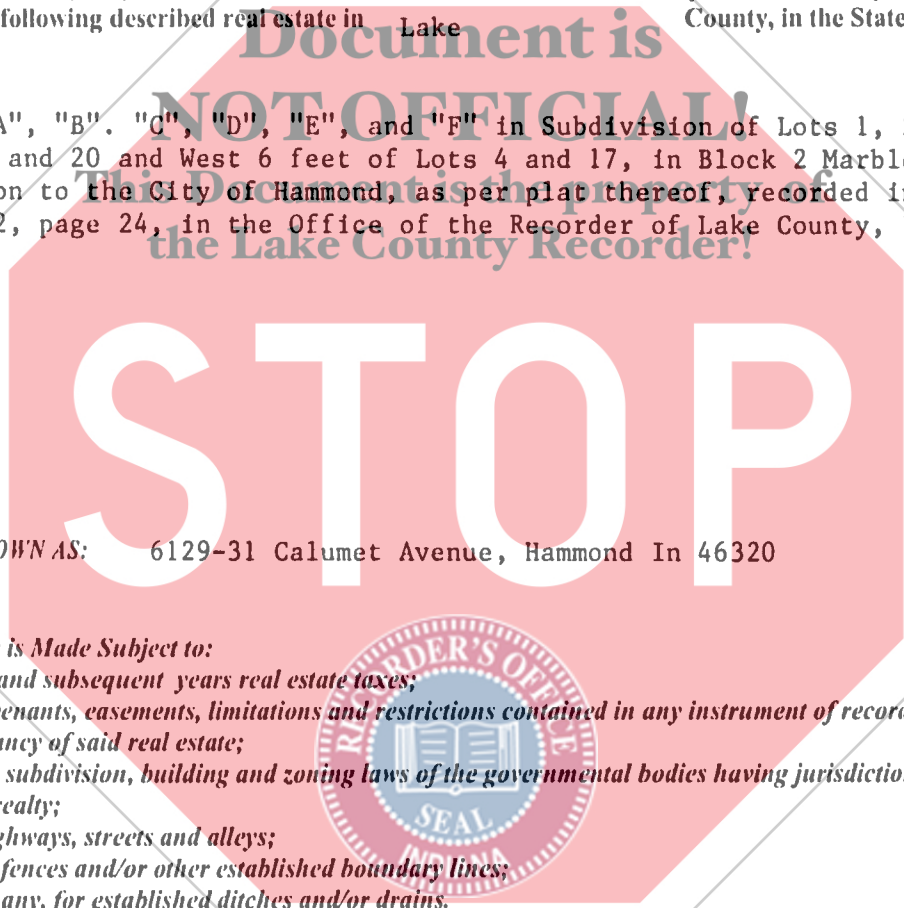 following described real estate in Lake County, in the State
Document is
NOT OFFICIAL!
A", "B". "C", "D", "E", and "F" in Subdivision of Lots 1,
and 20 and West 6 feet of Lots 4 and 17, in Block 2 Marbl
This Document is the property of
on to the City of Hammond, as per plat thereof, recorded i
2, page 24, in the Office of the Recorder of Lake County,
the Lake County Recorder!
STOP
OWN AS: 6129-31 Calumet Avenue, Hammond In 46320
is Made Subject to:
and subsequent years real estate taxes;
enants, easements, limitations and restrictions contained in any instrument of recor
ancy of said real estate;
subdivision, building and zoning laws of the governmental bodies having jurisdictio
realty;
ghways, streets and alleys;
fences and/or other established boundary lines;
any, for established ditches and/or drains.
RECORDER'S OFFICE
SEAL
INDIANA